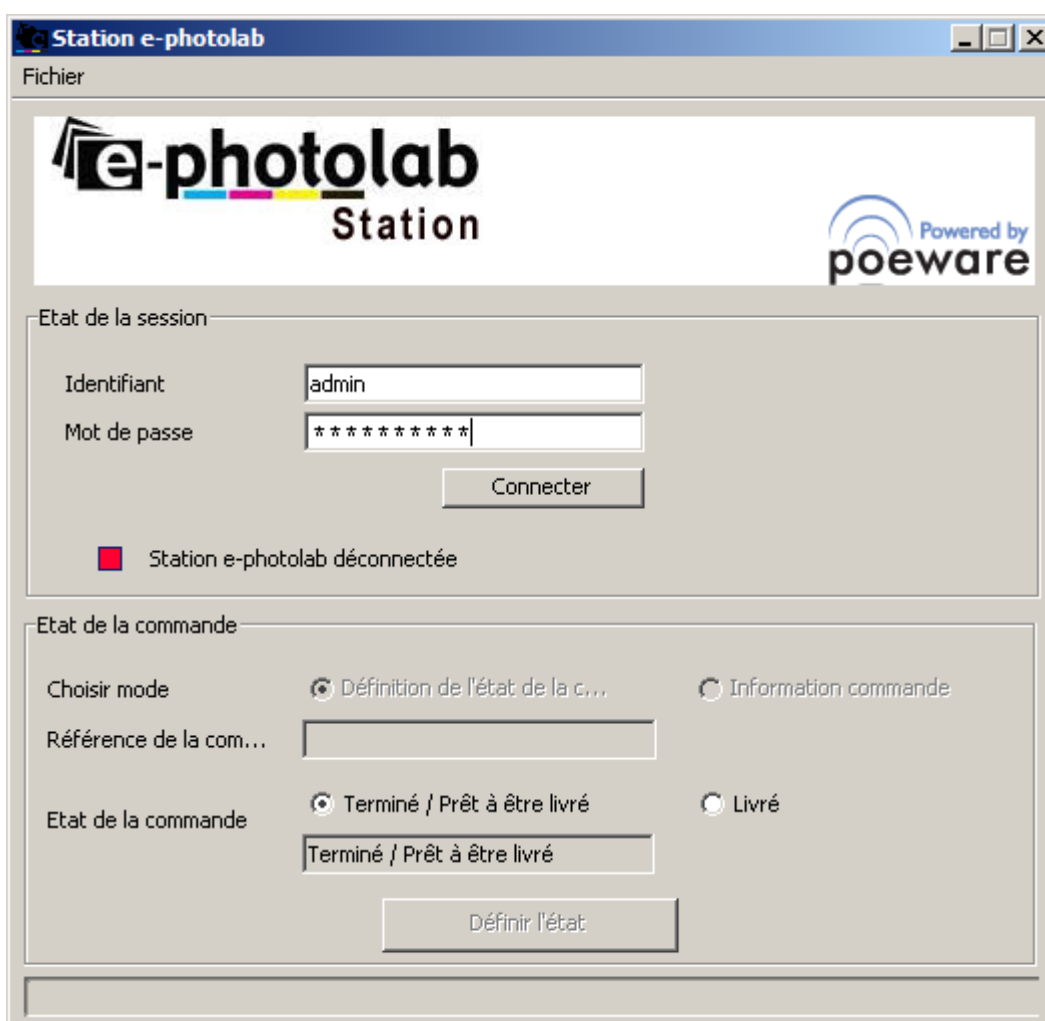 Station e-photolab
Fichier
e-photolab
Station
Powered by
poeware
Etat de la session
Identifiant admin
Mot de passe **********
Connecter
Station e-photolab déconnectée
Etat de la commande
Choisir mode Définition de l'état de la c... Information commande
Référence de la com...
Etat de la commande Terminé / Prêt à être livré Livré
Terminé / Prêt à être livré
Définir l'état